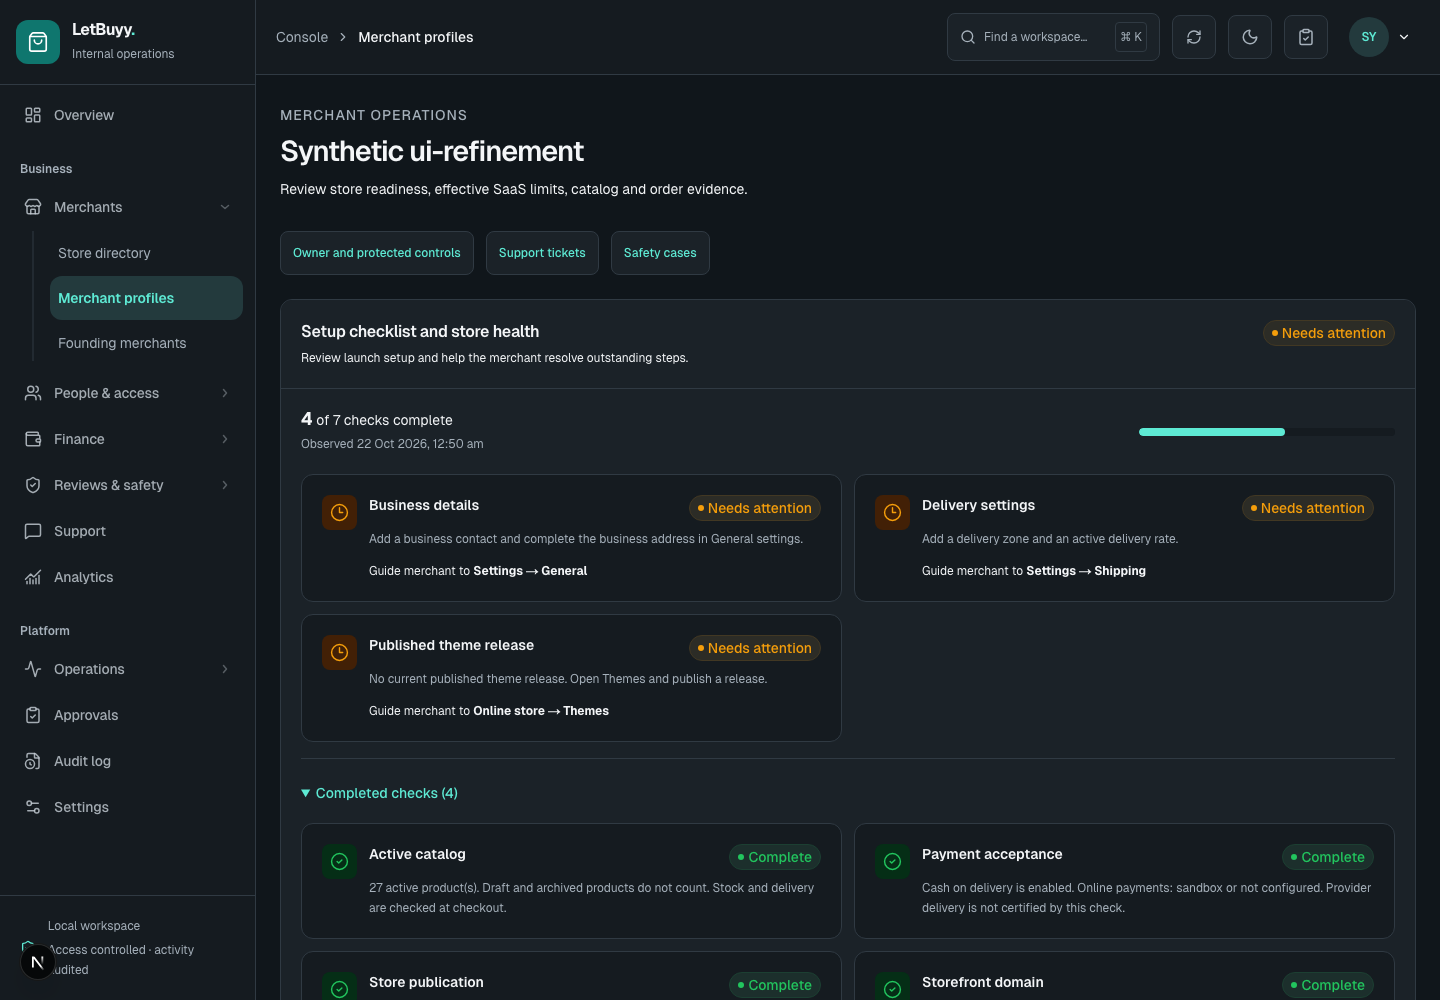 LetBuyy.
Internal operations
Console > Merchant profiles
Find a workspace...
⌘ K
SY
Overview
Business
Merchants
Store directory
Merchant profiles
Founding merchants
People & access
Finance
Reviews & safety
Support
Analytics
Platform
Operations
Approvals
Audit log
Settings
Local workspace
Access controlled · activity
audited
N
MERCHANT OPERATIONS
Synthetic ui-refinement
Review store readiness, effective SaaS limits, catalog and order evidence.
Owner and protected controls
Support tickets
Safety cases
Setup checklist and store health
Needs attention
Review launch setup and help the merchant resolve outstanding steps.
4 of 7 checks complete
Observed 22 Oct 2026, 12:50 am
Business details
Needs attention
Add a business contact and complete the business address in General settings.
Guide merchant to Settings → General
Delivery settings
Needs attention
Add a delivery zone and an active delivery rate.
Guide merchant to Settings → Shipping
Published theme release
Needs attention
No current published theme release. Open Themes and publish a release.
Guide merchant to Online store → Themes
▼ Completed checks (4)
Active catalog
Complete
27 active product(s). Draft and archived products do not count. Stock and delivery
are checked at checkout.
Payment acceptance
Complete
Cash on delivery is enabled. Online payments: sandbox or not configured. Provider
delivery is not certified by this check.
Store publication
Complete
Storefront domain
Complete